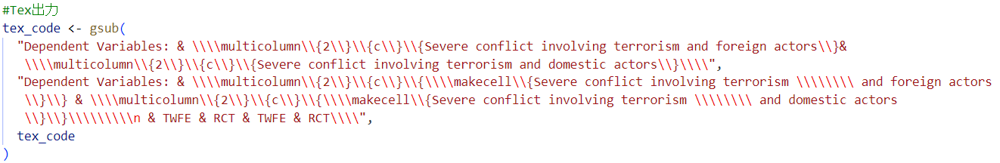 #Tex出力
tex_code <- gsub(
"Dependent Variables: & \\\\multicolumn\\{2\\}\\{c\\}\\{Severe conflict involving terrorism and foreign actors\\}&
\\\\multicolumn\\{2\\}\\{c\\}\\{Severe conflict involving terrorism and domestic actors\\}\\\\",
"Dependent Variables: & \\\\multicolumn\\{2\\}\\{c\\}\\{\\\\makecell\\{Severe conflict involving terrorism \\\\\\\\ and foreign actors
\\}\\} & \\\\multicolumn\\{2\\}\\{c\\}\\{\\\\makecell\\{Severe conflict involving terrorism \\\\\\\\ and domestic actors
\\}\\}\\\\\\\\\n & TWFE & RCT & TWFE & RCT\\\\",
tex_code
)